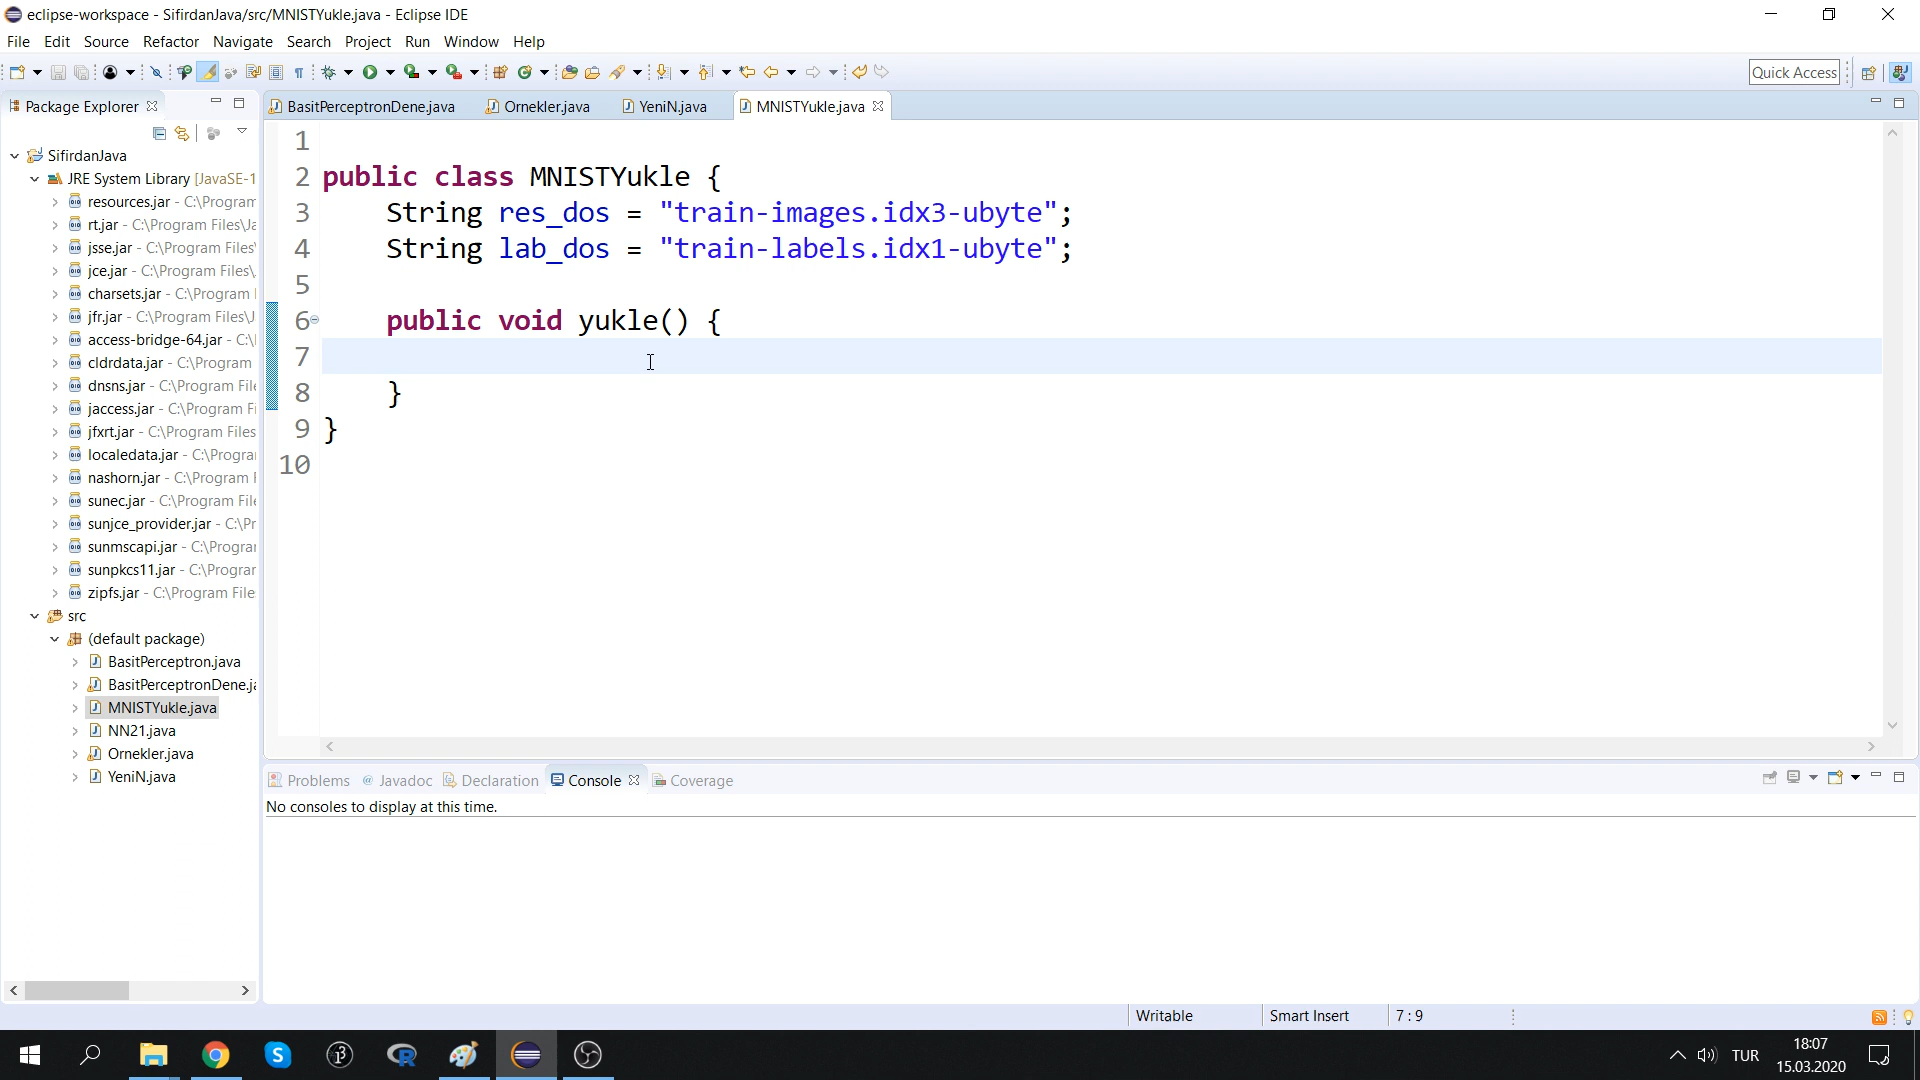 eclipse-workspace - SifirdanJava/src/MNISTYukle.java - Eclipse IDE
File Edit Source Refactor Navigate Search Project Run Window Help
Quick Access
Package Explorer
BasitPerceptronDene.java Ornekler.java YeniN.java MNISTYukle.java
SifirdanJava
JRE System Library [JavaSE-1
resources.jar - C:\Program
rt.jar - C:\Program Files\Ja
jsse.jar - C:\Program Files\
jce.jar - C:\Program Files\
charsets.jar - C:\Program
jfr.jar - C:\Program Files\J
access-bridge-64.jar - C:\
cldrdata.jar - C:\Program
dnsns.jar - C:\Program File
jaccess.jar - C:\Program Fi
jfxrt.jar - C:\Program Files
localedata.jar - C:\Progra
nashorn.jar - C:\Program F
sunec.jar - C:\Program File
sunjce_provider.jar - C:\Pr
sunmscapi.jar - C:\Progra
sunpkcs11.jar - C:\Progra
zipfs.jar - C:\Program File
src
(default package)
BasitPerceptron.java
BasitPerceptronDene.ja
MNISTYukle.java
NN21.java
Ornekler.java
YeniN.java
1
2 public class MNISTYukle {
3 String res_dos = "train-images.idx3-ubyte";
4 String lab_dos = "train-labels.idx1-ubyte";
5
6 public void yukle() {
7
8 }
9 }
10
Problems @ Javadoc Declaration Console Coverage
No consoles to display at this time.
Writable Smart Insert 7 : 9
TUR 18:07
15.03.2020